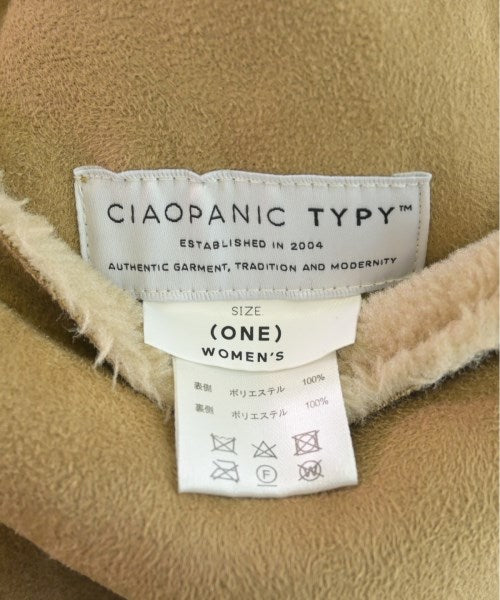 CIAOPANIC TYPY™
ESTABLISHED IN 2004
AUTHENTIC GARMENT, TRADITION AND MODERNITY
SIZE
(ONE)
WOMEN'S
表側 ポリエステル 100%
裏側 ポリエステル 100%
F W